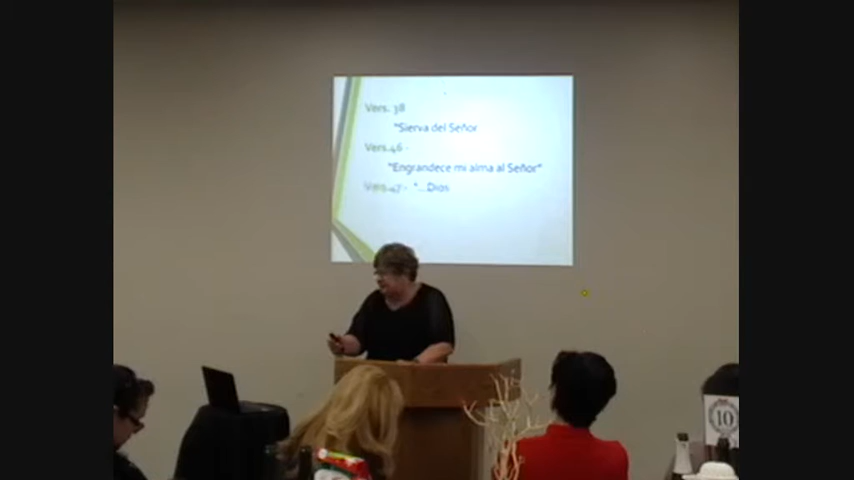 Vers. 38
"Sierva del Señor
Vers.46 -
"Engrandece mi alma al Señor"
Vers.47 - "...Dios
10